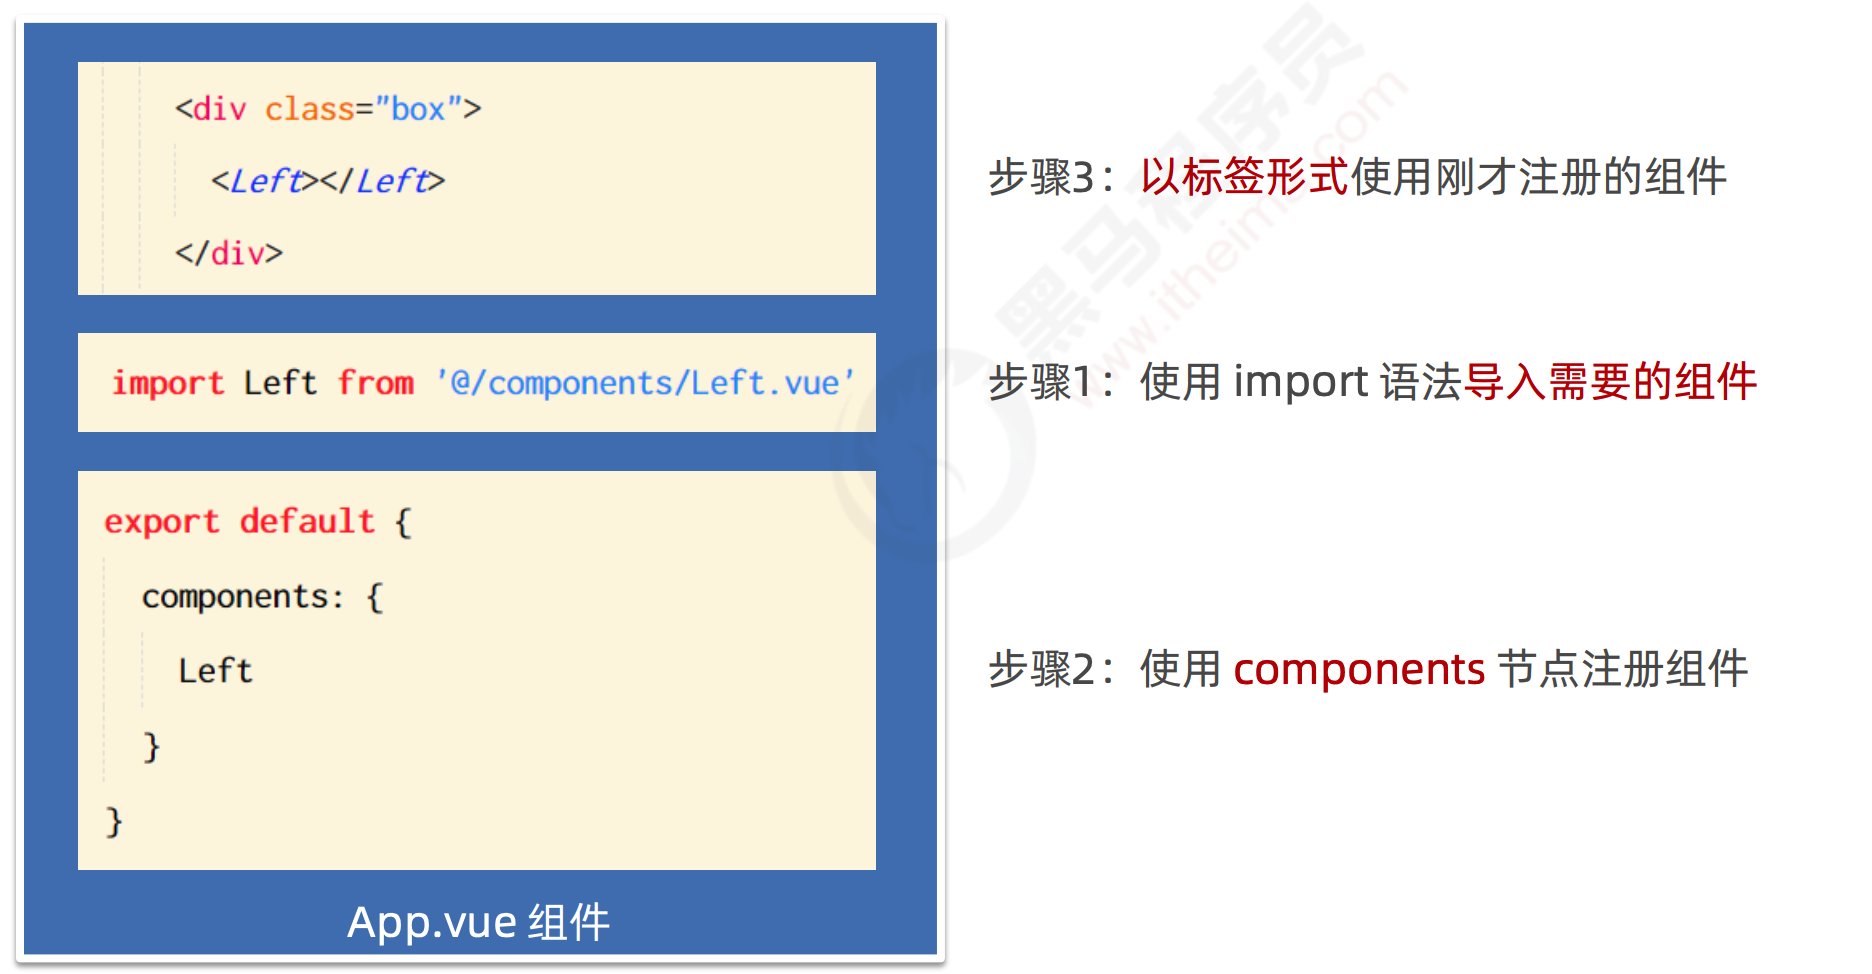 <div class="box">
<Left></Left>
</div>
步骤3：以标签形式使用刚才注册的组件
import Left from '@/components/Left.vue'
步骤1：使用 import 语法导入需要的组件
export default {
components: {
Left
}
}
步骤2：使用 components 节点注册组件
App.vue 组件
黑马程序员
www.itheima.com